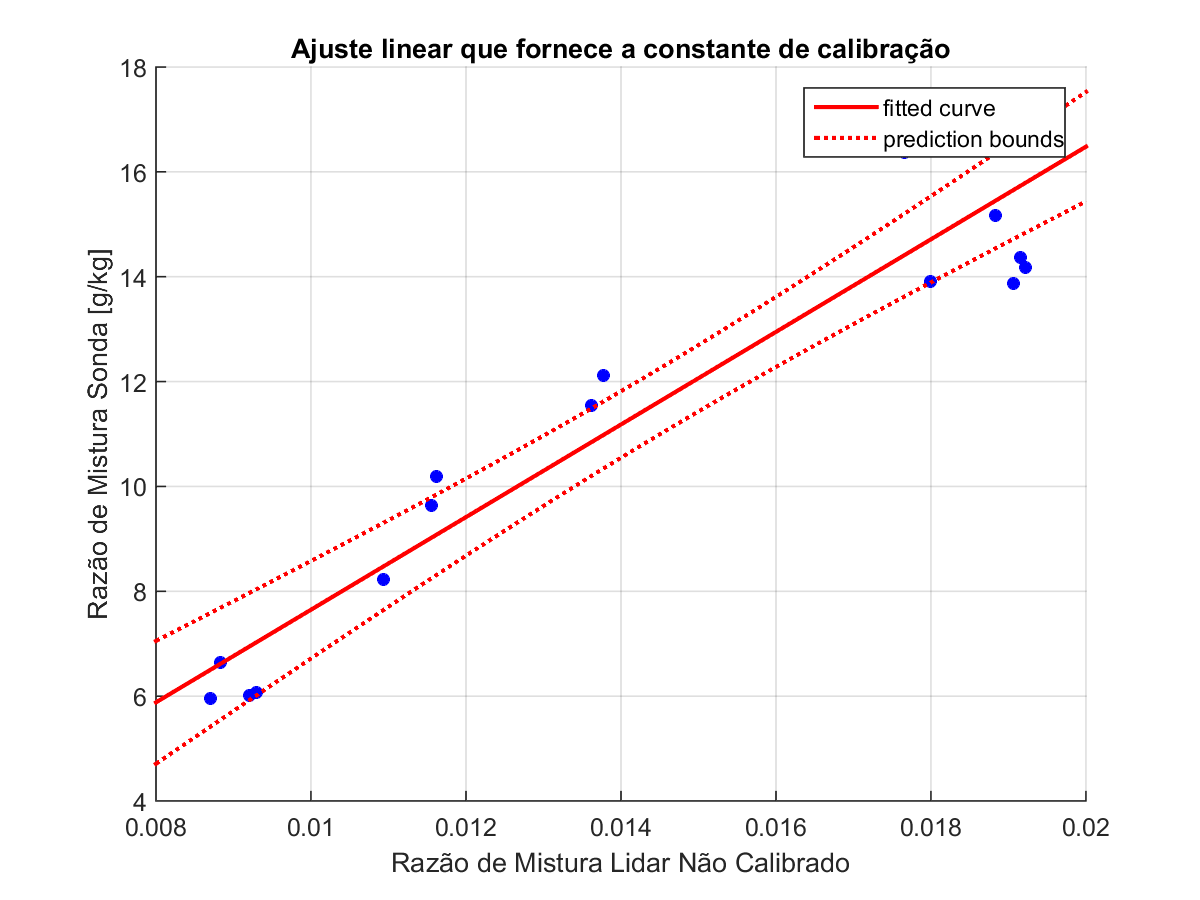 Ajuste linear que fornece a constante de calibração
fitted curve
prediction bounds
Razão de Mistura Sonda [g/kg]
18
16
14
12
10
8
6
4
0.008 0.01 0.012 0.014 0.016 0.018 0.02
Razão de Mistura Lidar Não Calibrado